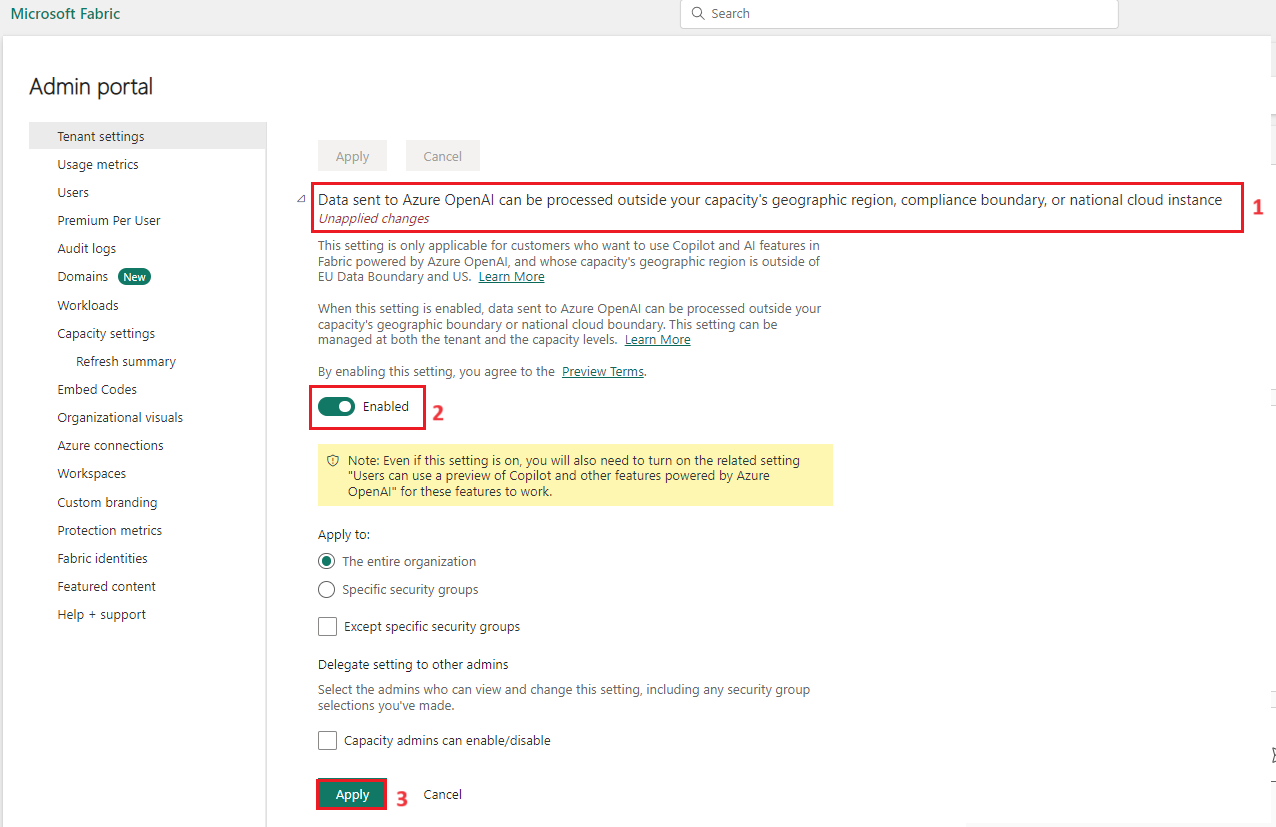 Microsoft Fabric
Search
Admin portal
Tenant settings
Usage metrics
Users
Premium Per User
Audit logs
Domains New
Workloads
Capacity settings
Refresh summary
Embed Codes
Organizational visuals
Azure connections
Workspaces
Custom branding
Protection metrics
Fabric identities
Featured content
Help + support
Apply Cancel
Data sent to Azure OpenAI can be processed outside your capacity's geographic region, compliance boundary, or national cloud instance
Unapplied changes
1
This setting is only applicable for customers who want to use Copilot and AI features in
Fabric powered by Azure OpenAI, and whose capacity's geographic region is outside of
EU Data Boundary and US. Learn More
When this setting is enabled, data sent to Azure OpenAI can be processed outside your
capacity's geographic boundary or national cloud boundary. This setting can be
managed at both the tenant and the capacity levels. Learn More
By enabling this setting, you agree to the Preview Terms.
Enabled 2
Note: Even if this setting is on, you will also need to turn on the related setting
"Users can use a preview of Copilot and other features powered by Azure
OpenAI" for these features to work.
Apply to:
The entire organization
Specific security groups
Except specific security groups
Delegate setting to other admins
Select the admins who can view and change this setting, including any security group
selections you've made.
Capacity admins can enable/disable
Apply 3 Cancel